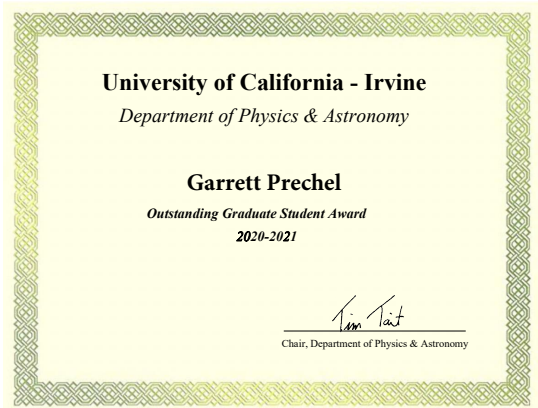 University of California - Irvine
Department of Physics & Astronomy
Garrett Prechel
Outstanding Graduate Student Award
2020-2021
Tim Tait
Chair, Department of Physics & Astronomy